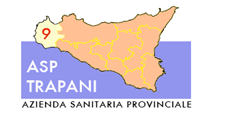 9
ASP
TRAPANI
AZIENDA SANITARIA PROVINCIALE